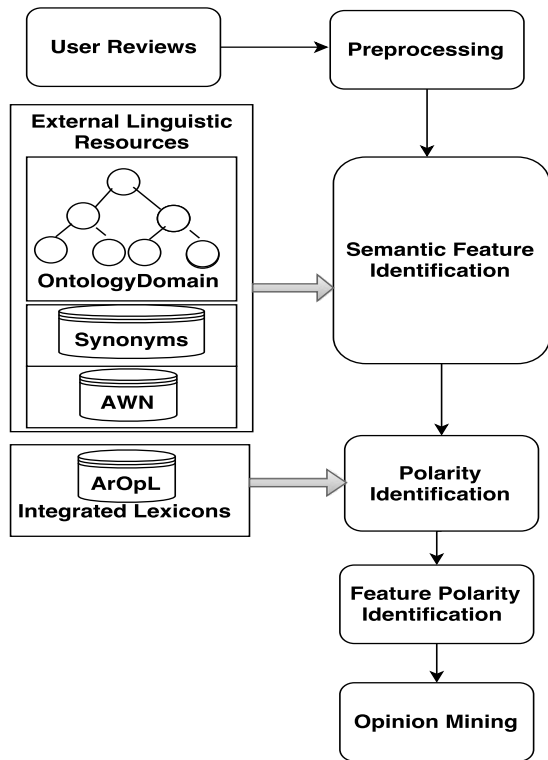 User Reviews
Preprocessing
External Linguistic
Resources
OntologyDomain
Synonyms
AWN
Semantic Feature
Identification
ArOpL
Integrated Lexicons
Polarity
Identification
Feature Polarity
Identification
Opinion Mining